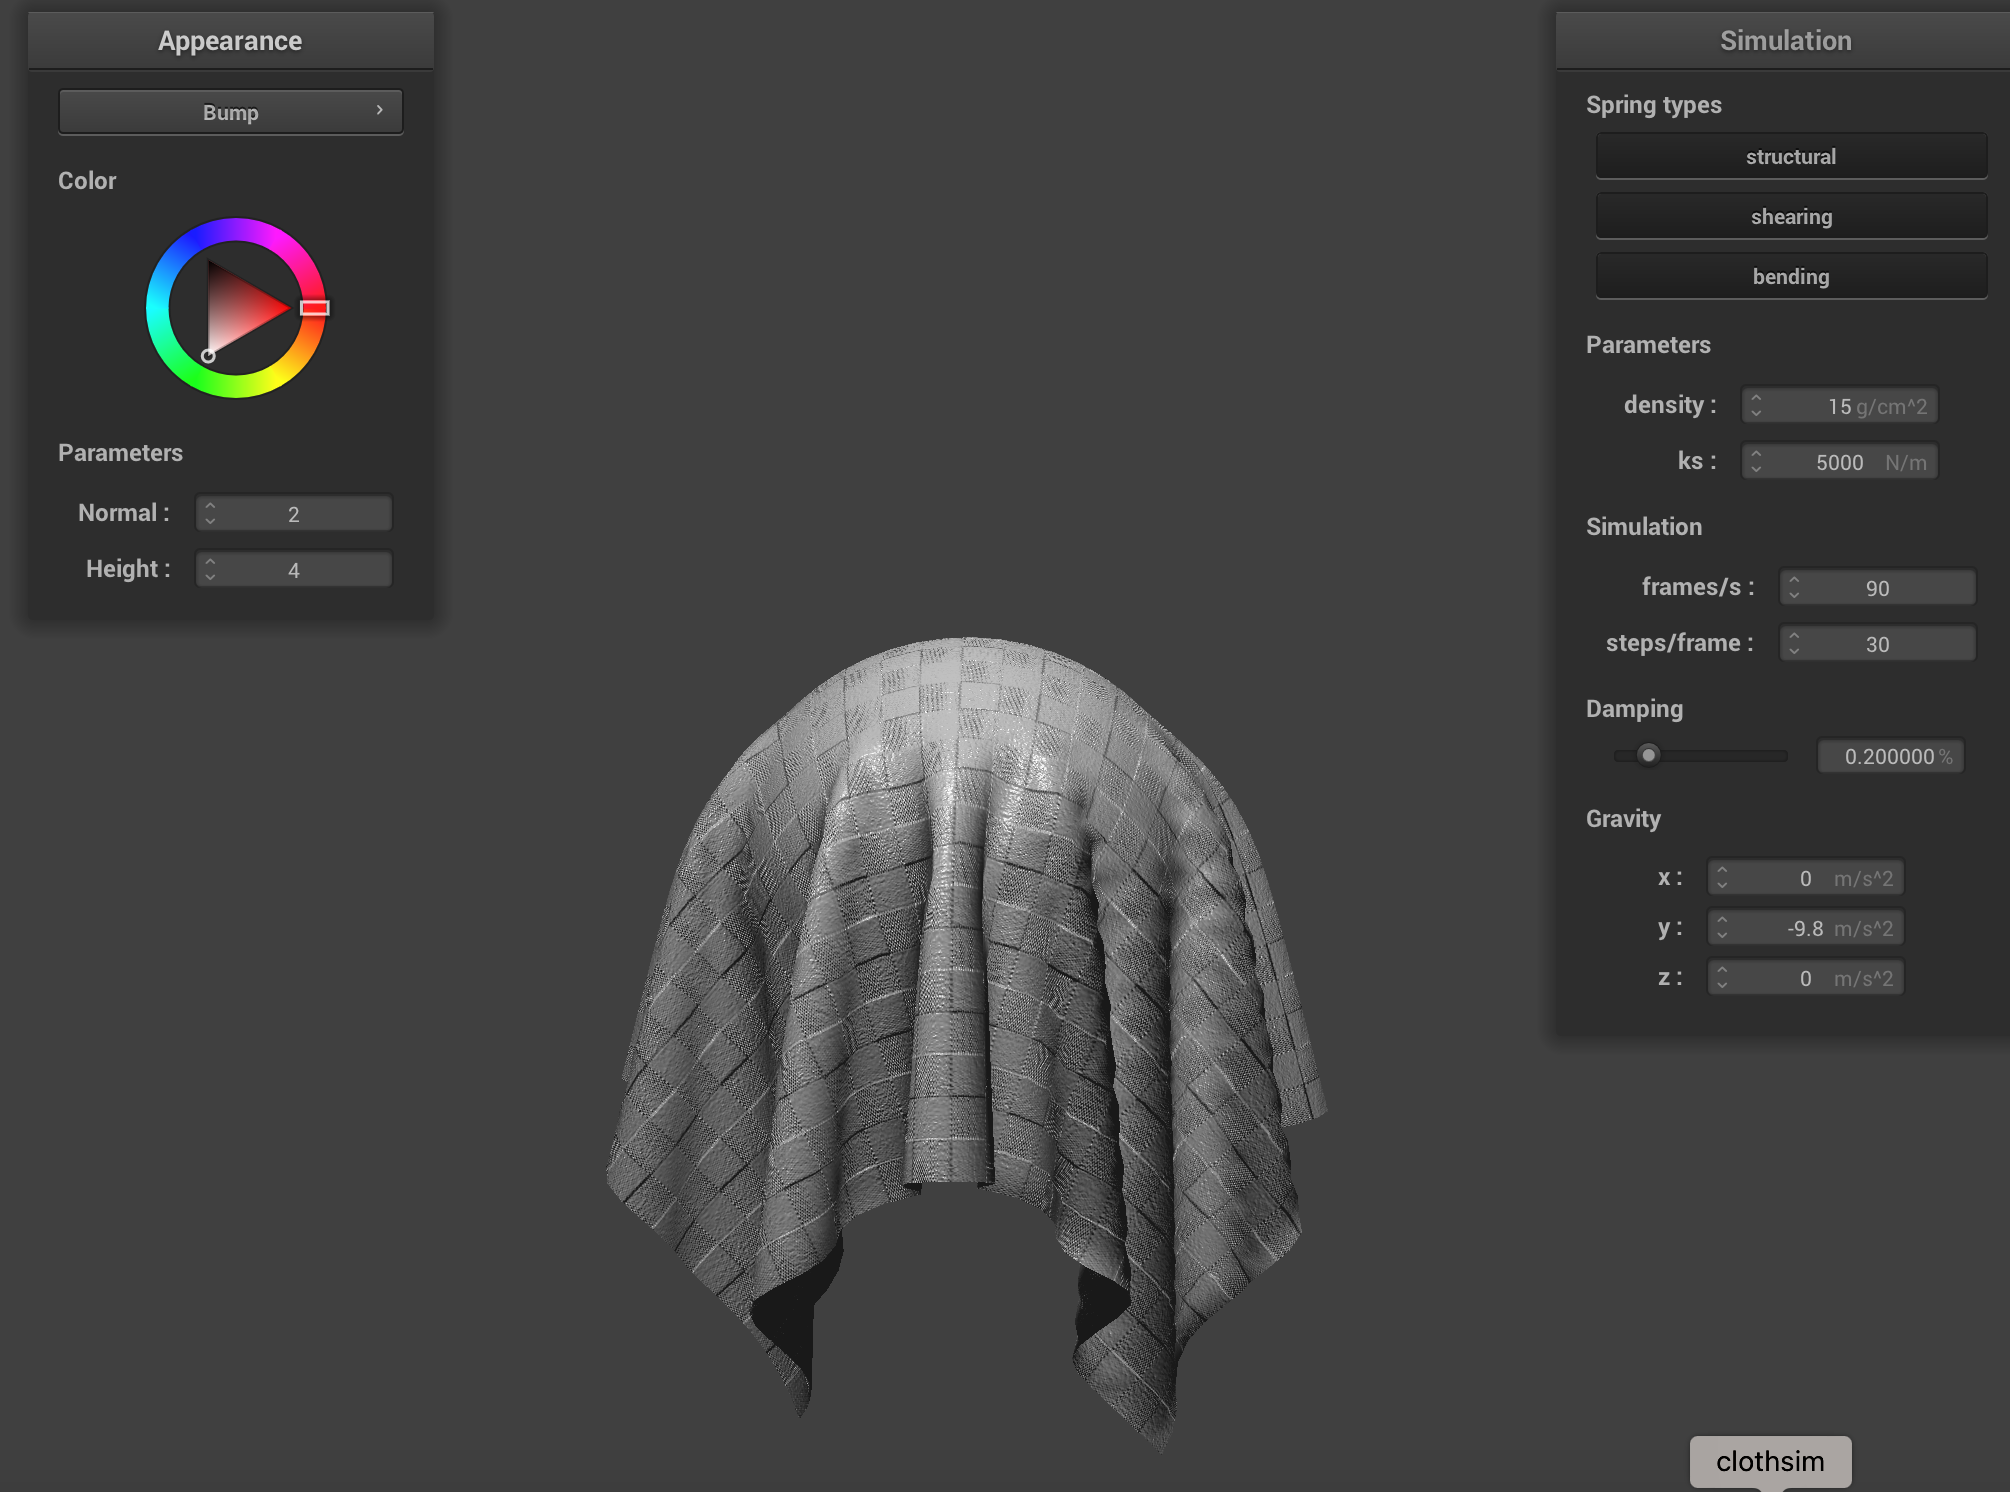 Appearance
Bump
Color
Parameters
Normal : 2
Height : 4
Simulation
Spring types
structural
shearing
bending
Parameters
density : 15 g/cm^2
ks : 5000 N/m
Simulation
frames/s : 90
steps/frame : 30
Damping
0.200000 %
Gravity
x : 0 m/s^2
y : -9.8 m/s^2
z : 0 m/s^2
clothsim